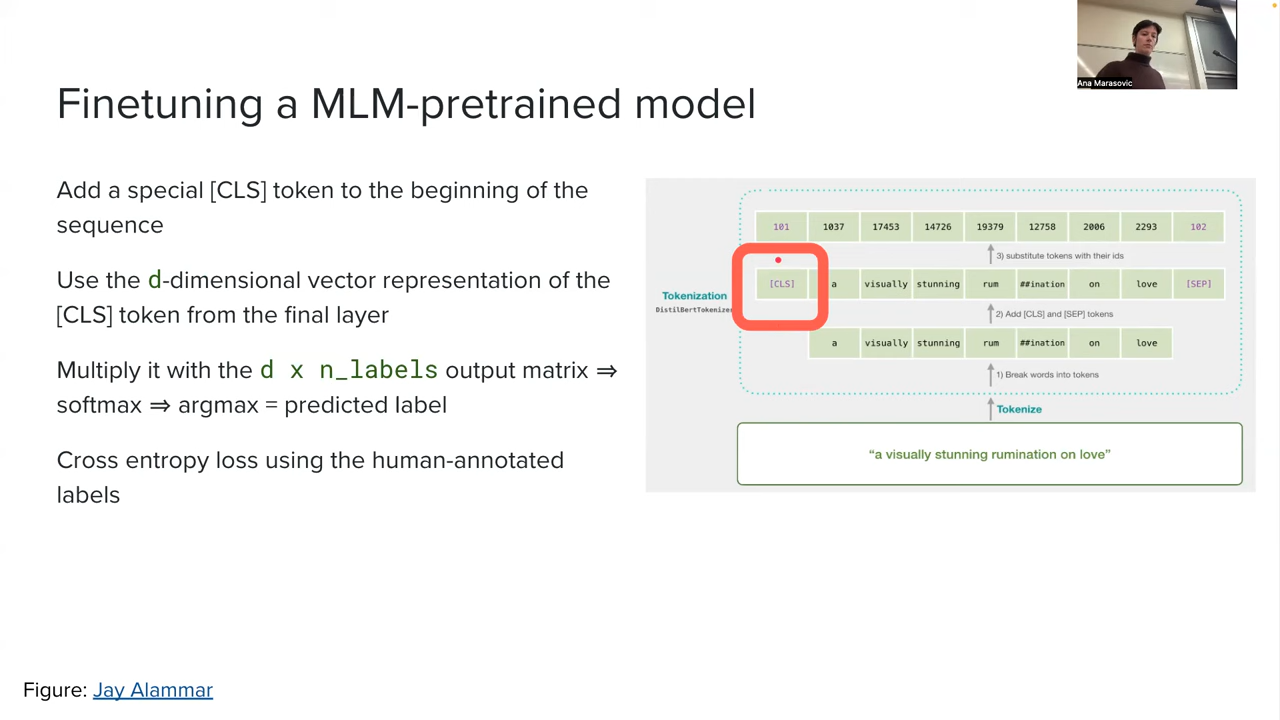 Ana Marasovic
Finetuning a MLM-pretrained model
Add a special [CLS] token to the beginning of the
sequence
Use the d-dimensional vector representation of the
[CLS] token from the final layer
Multiply it with the d x n_labels output matrix ⇒
softmax ⇒ argmax = predicted label
Cross entropy loss using the human-annotated
labels
101 1037 17453 14726 19379 12758 2006 2293 102
3) substitute tokens with their ids
[CLS] a visually stunning rum ##ination on love [SEP]
Tokenization
DistilBertTokenizer
2) Add [CLS] and [SEP] tokens
a visually stunning rum ##ination on love
1) Break words into tokens
Tokenize
“a visually stunning rumination on love”
Figure: Jay Alammar